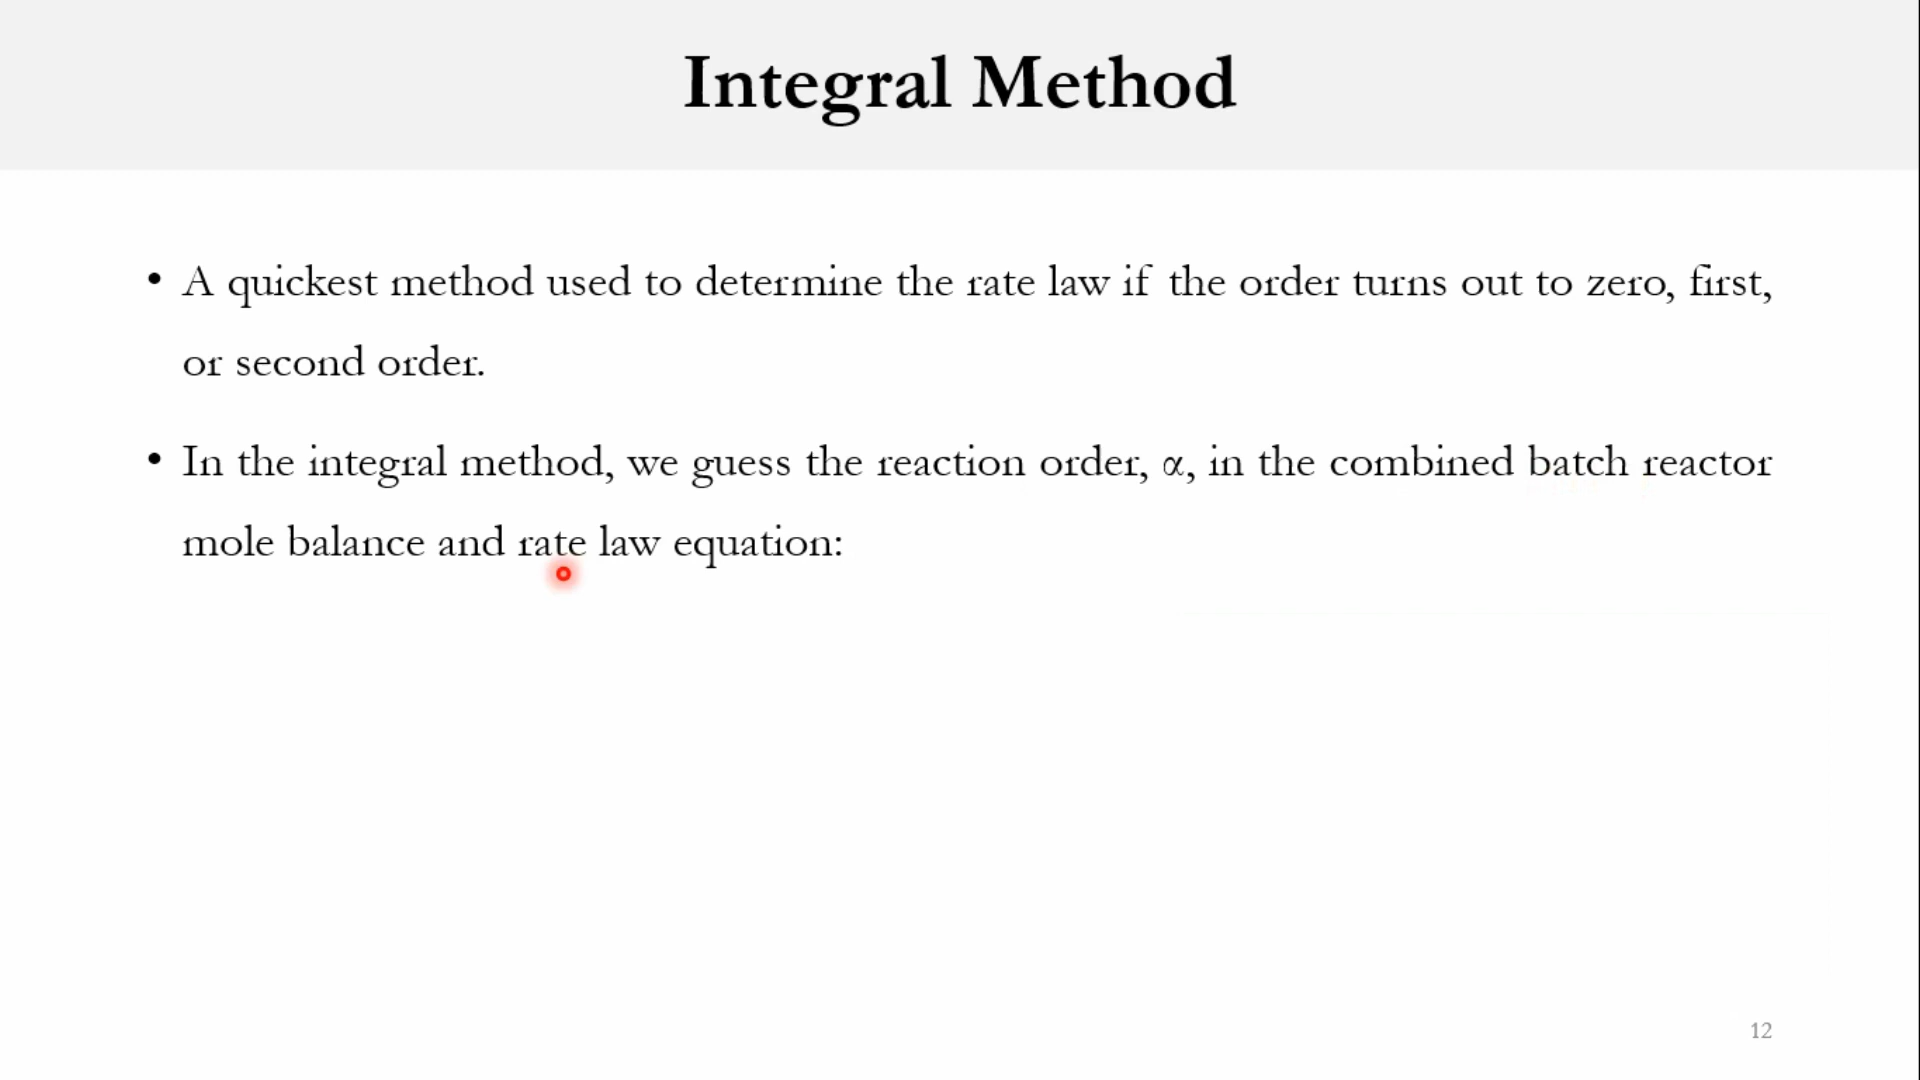 Integral Method
• A quickest method used to determine the rate law if the order turns out to zero, first,
or second order.
• In the integral method, we guess the reaction order, α, in the combined batch reactor
mole balance and rate law equation:
12